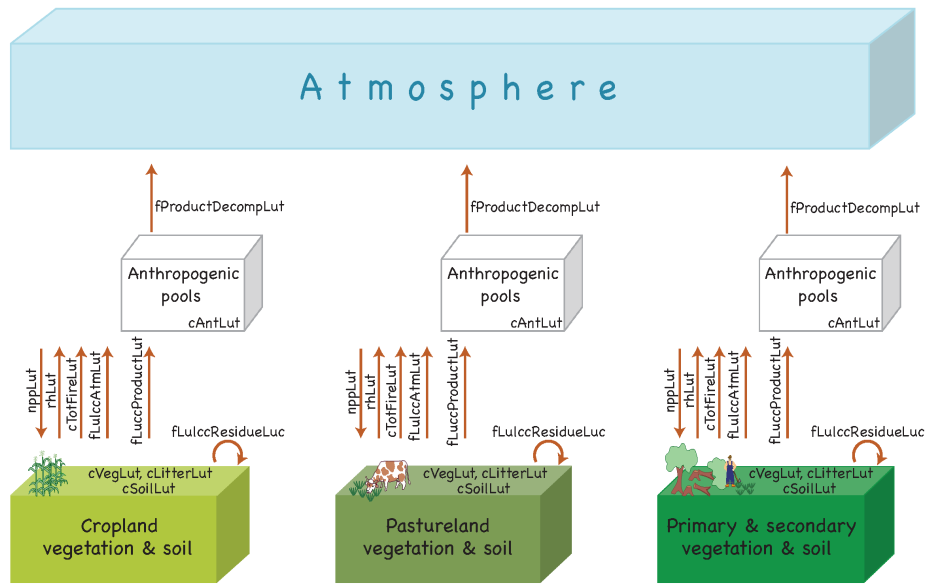 Atmosphere
fProductDecompLut
fProductDecompLut
fProductDecompLut
Anthropogenic
pools
cAntLut
Anthropogenic
pools
cAntLut
Anthropogenic
pools
cAntLut
nppLut
rhLut
cTotFireLut
fLulccAtmLut
fLuccProductLut
nppLut
rhLut
cTotFireLut
fLulccAtmLut
fLuccProductLut
nppLut
rhLut
cTotFireLut
fLulccAtmLut
fLuccProductLut
fLulccResidueLuc
fLulccResidueLuc
fLulccResidueLuc
cVegLut, cLitterLut
cSoilLut
cVegLut, cLitterLut
cSoilLut
cVegLut, cLitterLut
cSoilLut
Cropland
vegetation & soil
Pastureland
vegetation & soil
Primary & secondary
vegetation & soil